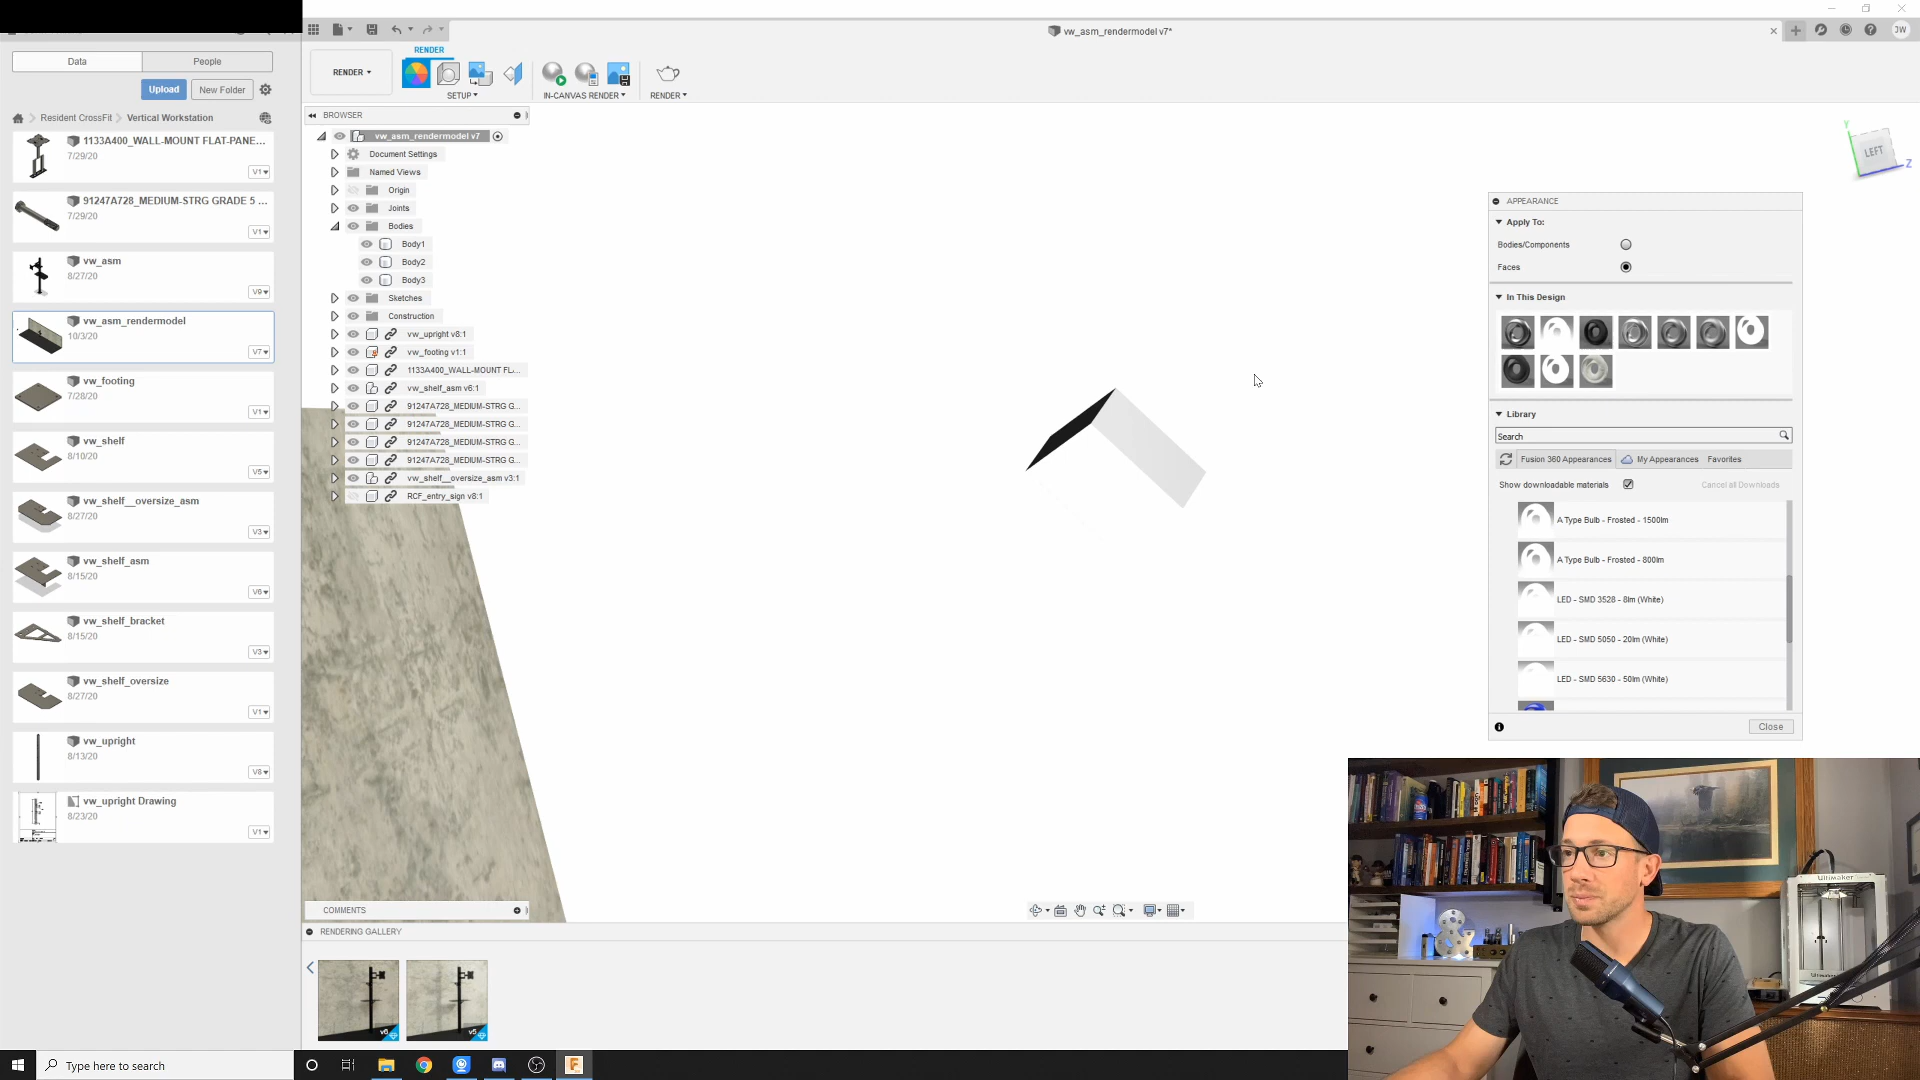 vw_asm_rendermodel v7*
JW
Data
People
Upload
New Folder
Resident CrossFit
Vertical Workstation
1133A400_WALL-MOUNT FLAT-PANE...
7/29/20
V1
91247A728_MEDIUM-STRG GRADE 5 ...
7/29/20
V1
vw_asm
8/27/20
V9
vw_asm_rendermodel
10/3/20
V7
vw_footing
7/28/20
V1
vw_shelf
8/10/20
V5
vw_shelf__oversize_asm
8/27/20
V3
vw_shelf_asm
8/15/20
V6
vw_shelf_bracket
8/15/20
V3
vw_shelf_oversize
8/27/20
V1
vw_upright
8/13/20
V8
vw_upright Drawing
8/23/20
V1
RENDER
RENDER
SETUP
IN-CANVAS RENDER
RENDER
BROWSER
vw_asm_rendermodel v7
Document Settings
Named Views
Origin
Joints
Bodies
Body1
Body2
Body3
Sketches
Construction
vw_upright v8:1
vw_footing v1:1
1133A400_WALL-MOUNT FL...
vw_shelf_asm v6:1
91247A728_MEDIUM-STRG G...
91247A728_MEDIUM-STRG G...
91247A728_MEDIUM-STRG G...
91247A728_MEDIUM-STRG G...
vw_shelf__oversize_asm v3:1
RCF_entry_sign v8:1
Y
LEFT
Z
APPEARANCE
Apply To:
Bodies/Components
Faces
In This Design
Library
Search
Fusion 360 Appearances
My Appearances
Favorites
Show downloadable materials
Cancel all Downloads
A Type Bulb - Frosted - 1500lm
A Type Bulb - Frosted - 800lm
LED - SMD 3528 - 8lm (White)
LED - SMD 5050 - 20lm (White)
LED - SMD 5630 - 50lm (White)
Close
COMMENTS
RENDERING GALLERY
v6
v5
Ultimaker
Type here to search